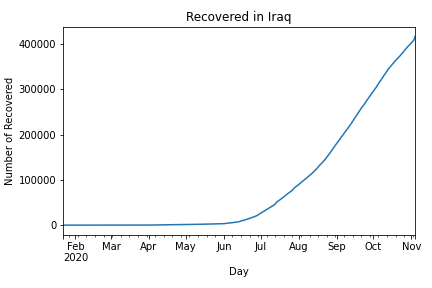 Recovered in Iraq
Number of Recovered
400000
300000
200000
100000
0
Feb Mar Apr May Jun Jul Aug Sep Oct Nov
2020
Day